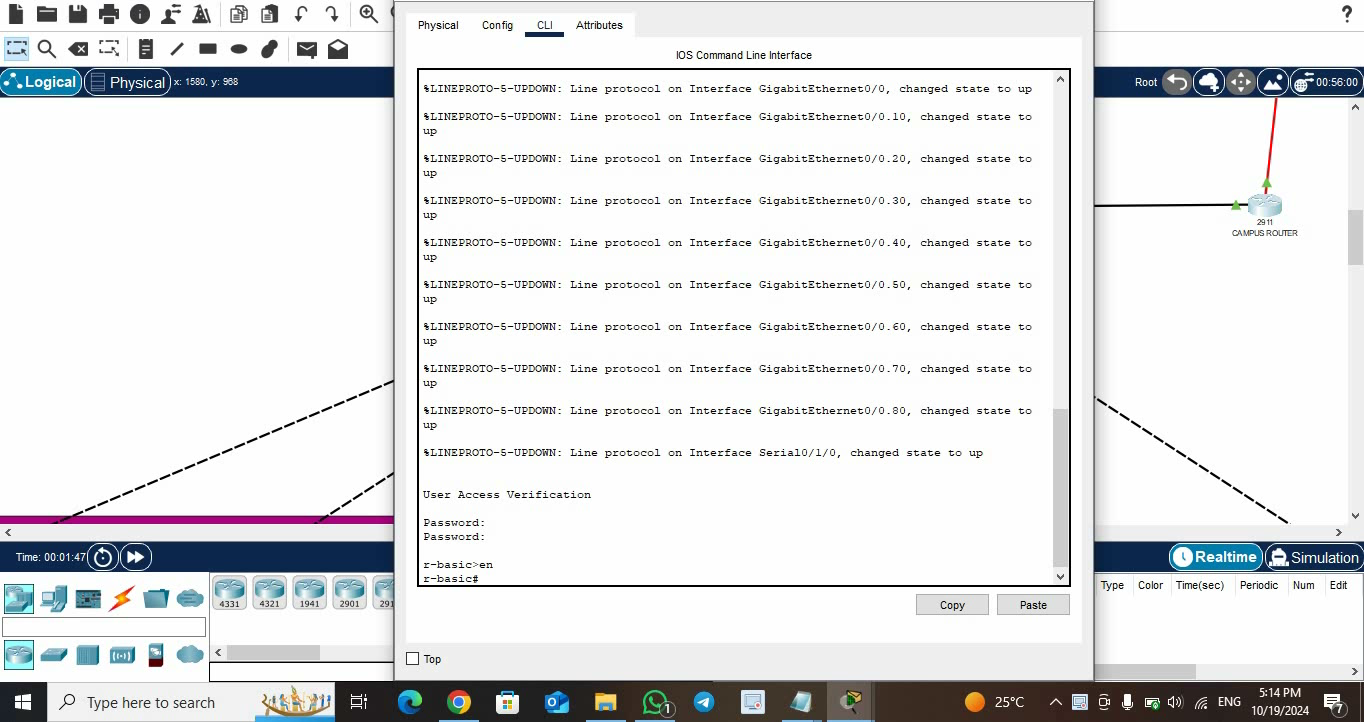 Physical
Config
CLI
Attributes
IOS Command Line Interface
Logical
Physical
x: 1580, y: 968
Root
00:56:00
%LINEPROTO-5-UPDOWN: Line protocol on Interface GigabitEthernet0/0, changed state to up
%LINEPROTO-5-UPDOWN: Line protocol on Interface GigabitEthernet0/0.10, changed state to
up
%LINEPROTO-5-UPDOWN: Line protocol on Interface GigabitEthernet0/0.20, changed state to
up
%LINEPROTO-5-UPDOWN: Line protocol on Interface GigabitEthernet0/0.30, changed state to
up
%LINEPROTO-5-UPDOWN: Line protocol on Interface GigabitEthernet0/0.40, changed state to
up
%LINEPROTO-5-UPDOWN: Line protocol on Interface GigabitEthernet0/0.50, changed state to
up
%LINEPROTO-5-UPDOWN: Line protocol on Interface GigabitEthernet0/0.60, changed state to
up
%LINEPROTO-5-UPDOWN: Line protocol on Interface GigabitEthernet0/0.70, changed state to
up
%LINEPROTO-5-UPDOWN: Line protocol on Interface GigabitEthernet0/0.80, changed state to
up
%LINEPROTO-5-UPDOWN: Line protocol on Interface Serial0/1/0, changed state to up
User Access Verification
Password:
Password:
r-basic>en
r-basic#
2911
CAMPUS ROUTER
Copy
Paste
Top
Time: 00:01:47
Realtime
Simulation
4331
4321
1941
2901
291
Type
Color
Time(sec)
Periodic
Num
Edit
Type here to search
1
25°C
ENG
5:14 PM
10/19/2024
7